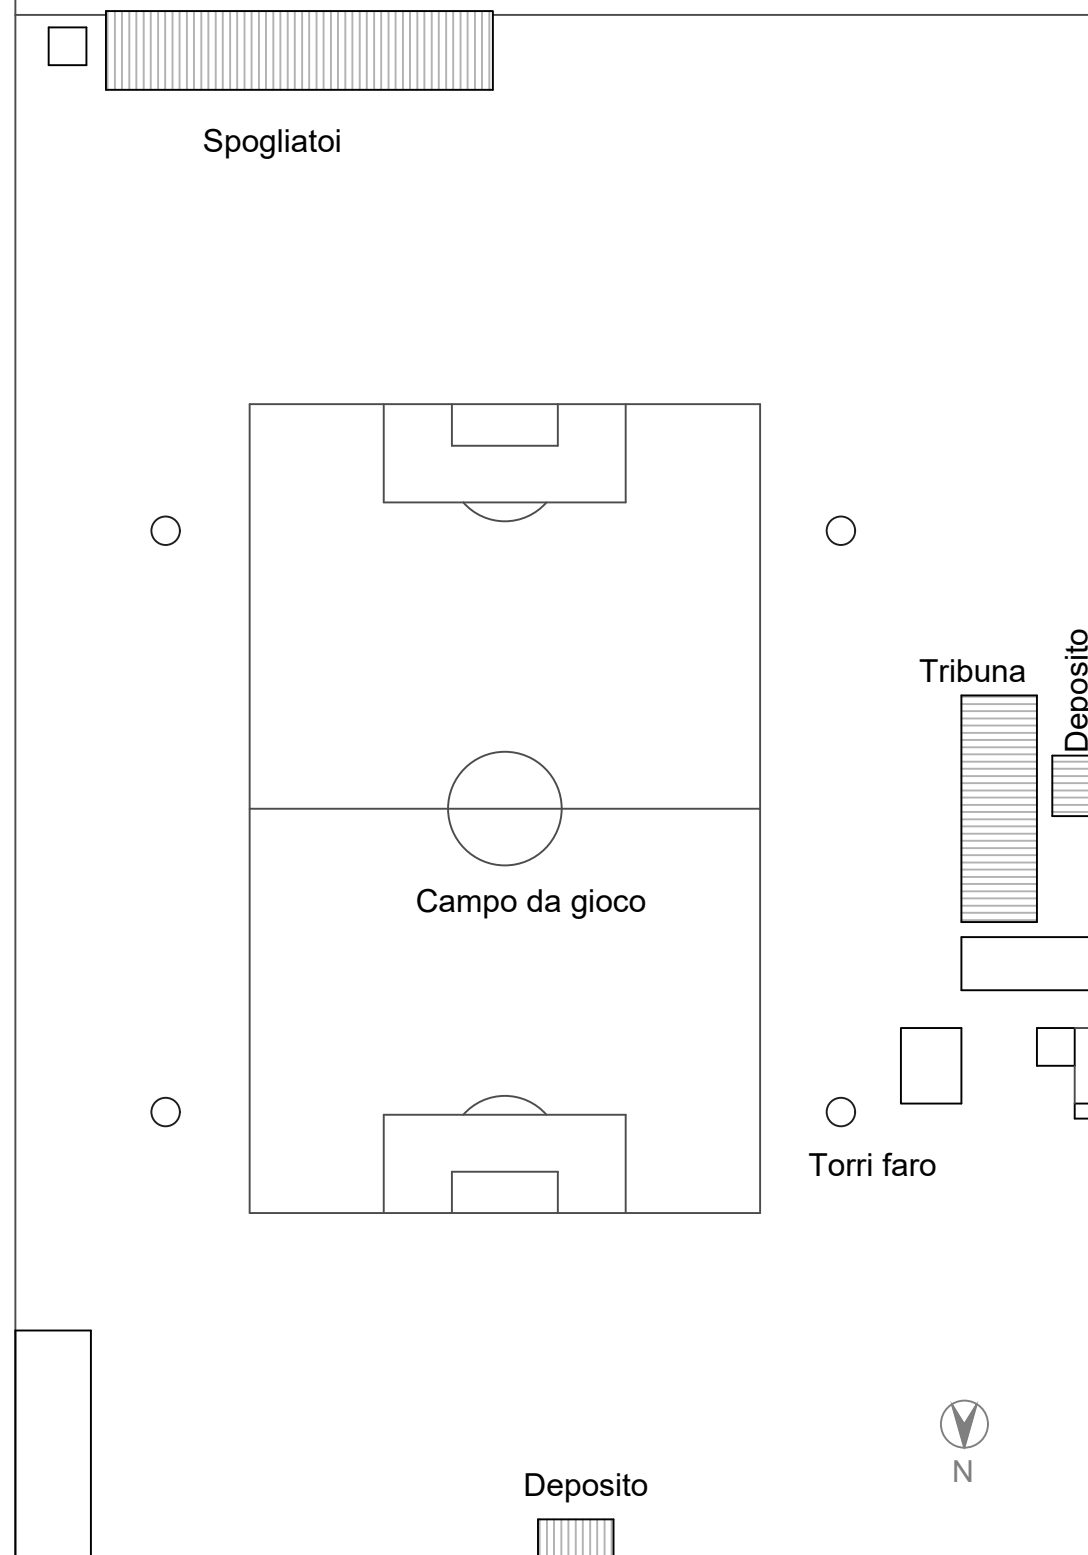 Spogliatoi
Deposito
Tribuna
Campo da gioco
Torri faro
N
Deposito